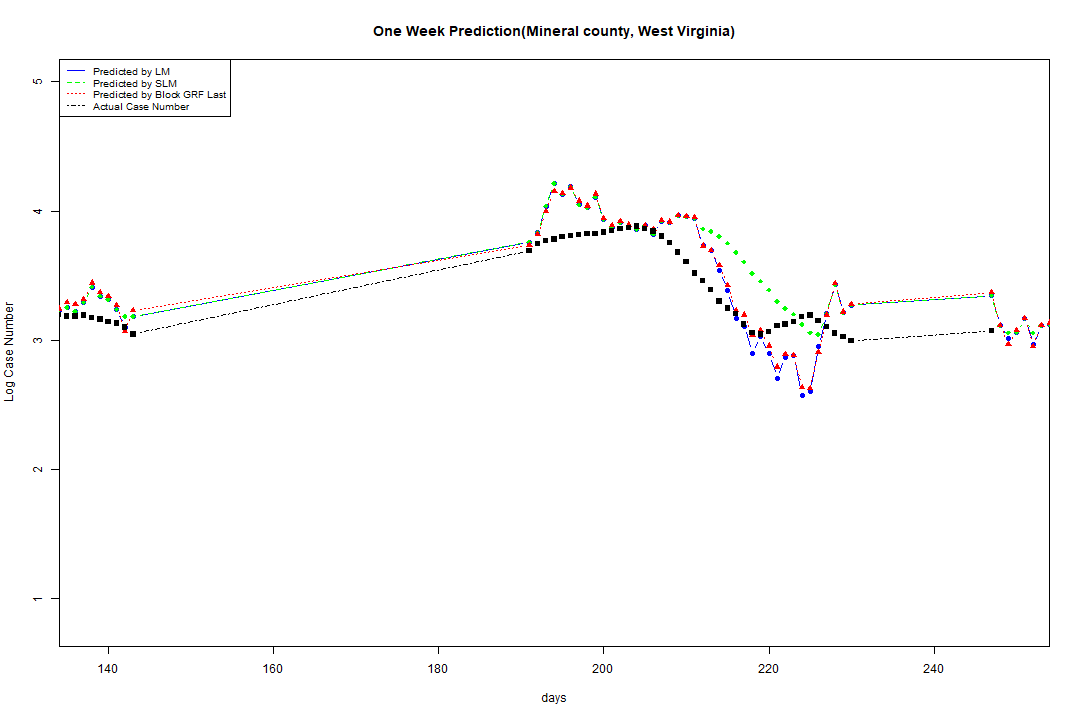 One Week Prediction(Mineral county, West Virginia)
Predicted by LM
Predicted by SLM
Predicted by Block GRF Last
Actual Case Number
5
4
3
2
1
Log Case Number
140 160 180 200 220 240
days